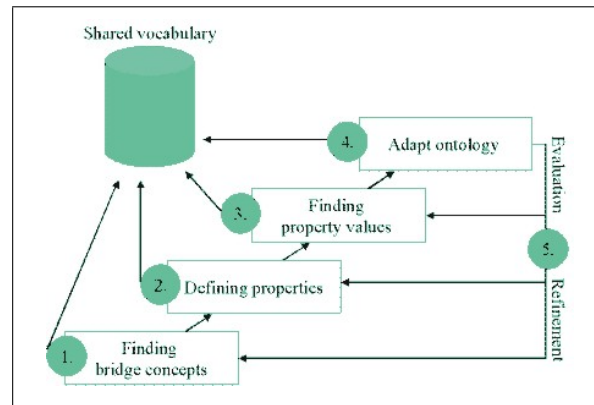 Shared vocabulary
4.
Adapt ontology
Evaluation
3.
Finding
property values
5.
2.
Defining properties
Refinement
1.
Finding
bridge concepts